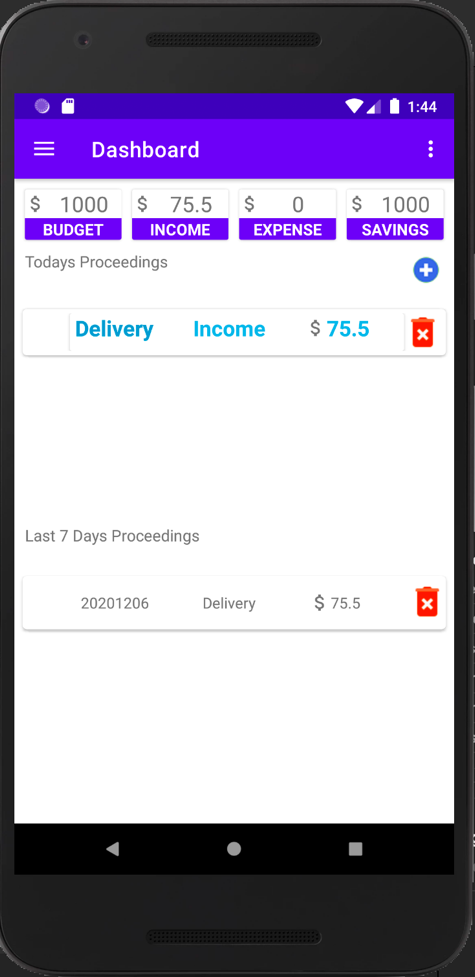 1:44
Dashboard
$ 1000 $ 75.5 $ 0 $ 1000
BUDGET INCOME EXPENSE SAVINGS
Todays Proceedings
Delivery Income $ 75.5
Last 7 Days Proceedings
20201206 Delivery $ 75.5